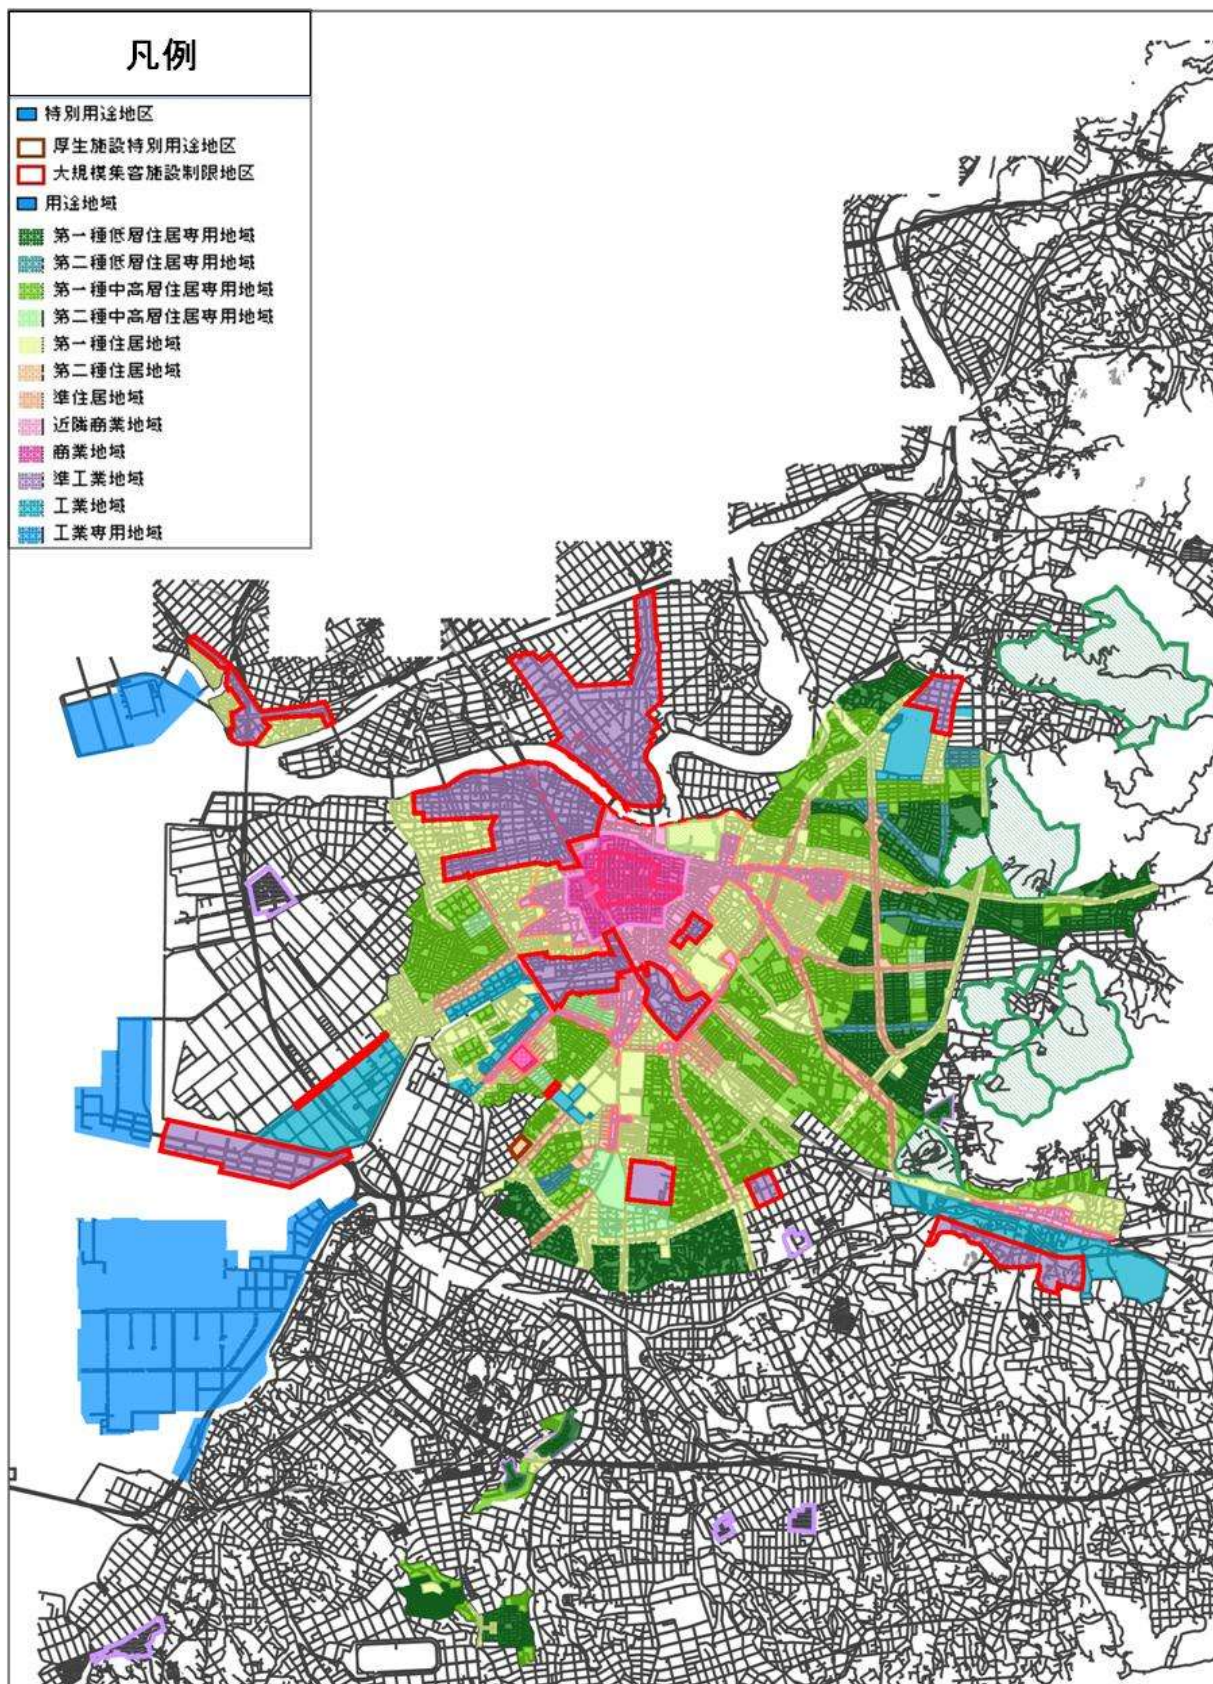 凡例
特別用途地区
厚生施設特別用途地区
大規模集客施設制限地区
用途地域
第一種低層住居専用地域
第二種低層住居専用地域
第一種中高層住居専用地域
第二種中高層住居専用地域
第一種住居地域
第二種住居地域
準住居地域
近隣商業地域
商業地域
準工業地域
工業地域
工業専用地域